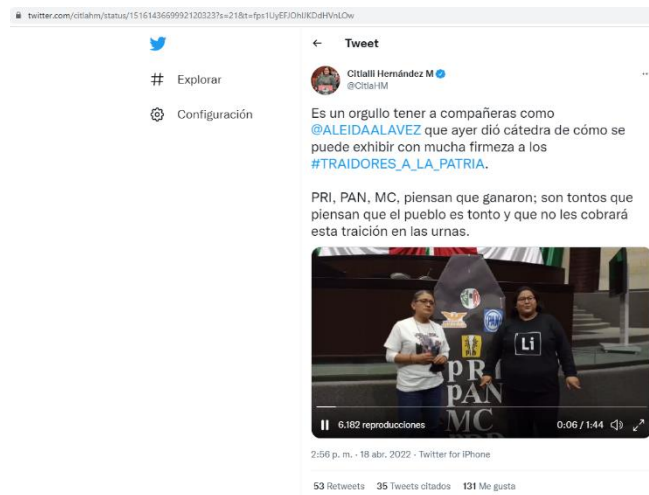 twitter.com/citlahm/status/1516143669992120323?s=21&t=fps1UyEFJOhIJKDdHVnLOw
← Tweet
# Explorar
Configuración
Citlalli Hernández M
@CitlaHM
Es un orgullo tener a compañeras como
@ALEIDAALAVEZ que ayer dió cátedra de cómo se
puede exhibir con mucha firmeza a los
#TRAIDORES_A_LA_PATRIA.
PRI, PAN, MC, piensan que ganaron; son tontos que
piensan que el pueblo es tonto y que no les cobrará
esta traición en las urnas.
PRI
PAN
MC
PAN
Li
6.182 reproducciones
0:06 / 1:44
2:56 p. m. · 18 abr. 2022 · Twitter for iPhone
53 Retweets 35 Tweets citados 131 Me gusta